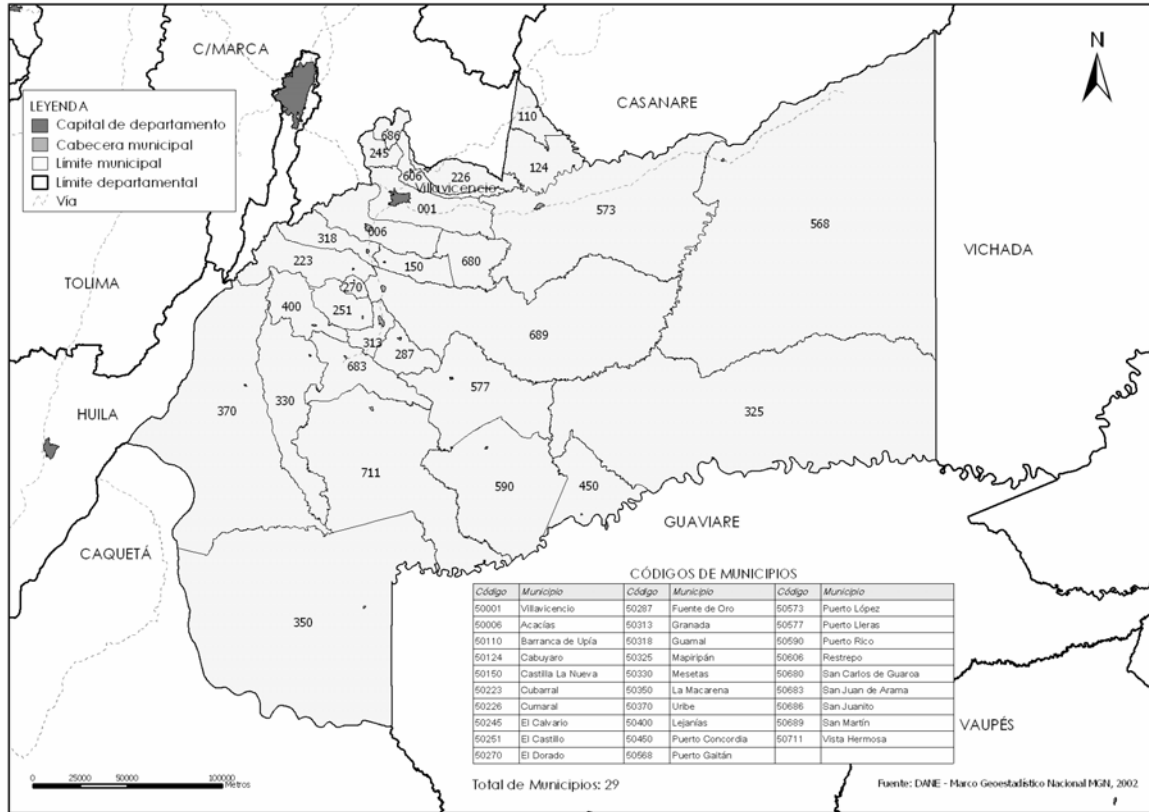 N
C/MARCA
LEYENDA
Capital de departamento
Cabecera municipal
Límite municipal
Límite departamental
Vía
CASANARE
110
686
245
124
606
226
Villavicencio
001
573
568
006
318
VICHADA
223
150
680
TOLIMA
270
400
251
689
313
287
683
577
370
330
325
HUILA
711
590
450
GUAVIARE
CAQUETÁ
350
CÓDIGOS DE MUNICIPIOS
Código Municipio Código Municipio Código Municipio
50001 Villavicencio 50287 Fuente de Oro 50573 Puerto López
50006 Acacías 50313 Granada 50577 Puerto Lleras
50110 Barranca de Upía 50318 Guamal 50590 Puerto Rico
50124 Cabuyaro 50325 Mapiripán 50606 Restrepo
50150 Castilla La Nueva 50330 Mesetas 50680 San Carlos de Guaroa
50223 Cubarral 50350 La Macarena 50683 San Juan de Arama
50226 Cumaral 50370 Uribe 50686 San Juanito
50245 El Calvario 50400 Lejanías 50689 San Martín
50251 El Castillo 50450 Puerto Concordia 50711 Vista Hermosa
50270 El Dorado 50568 Puerto Gaitán
VAUPÉS
0 25000 50000 100000
Metros
Total de Municipios: 29
Fuente: DANE - Marco Geoestadístico Nacional MGN, 2002